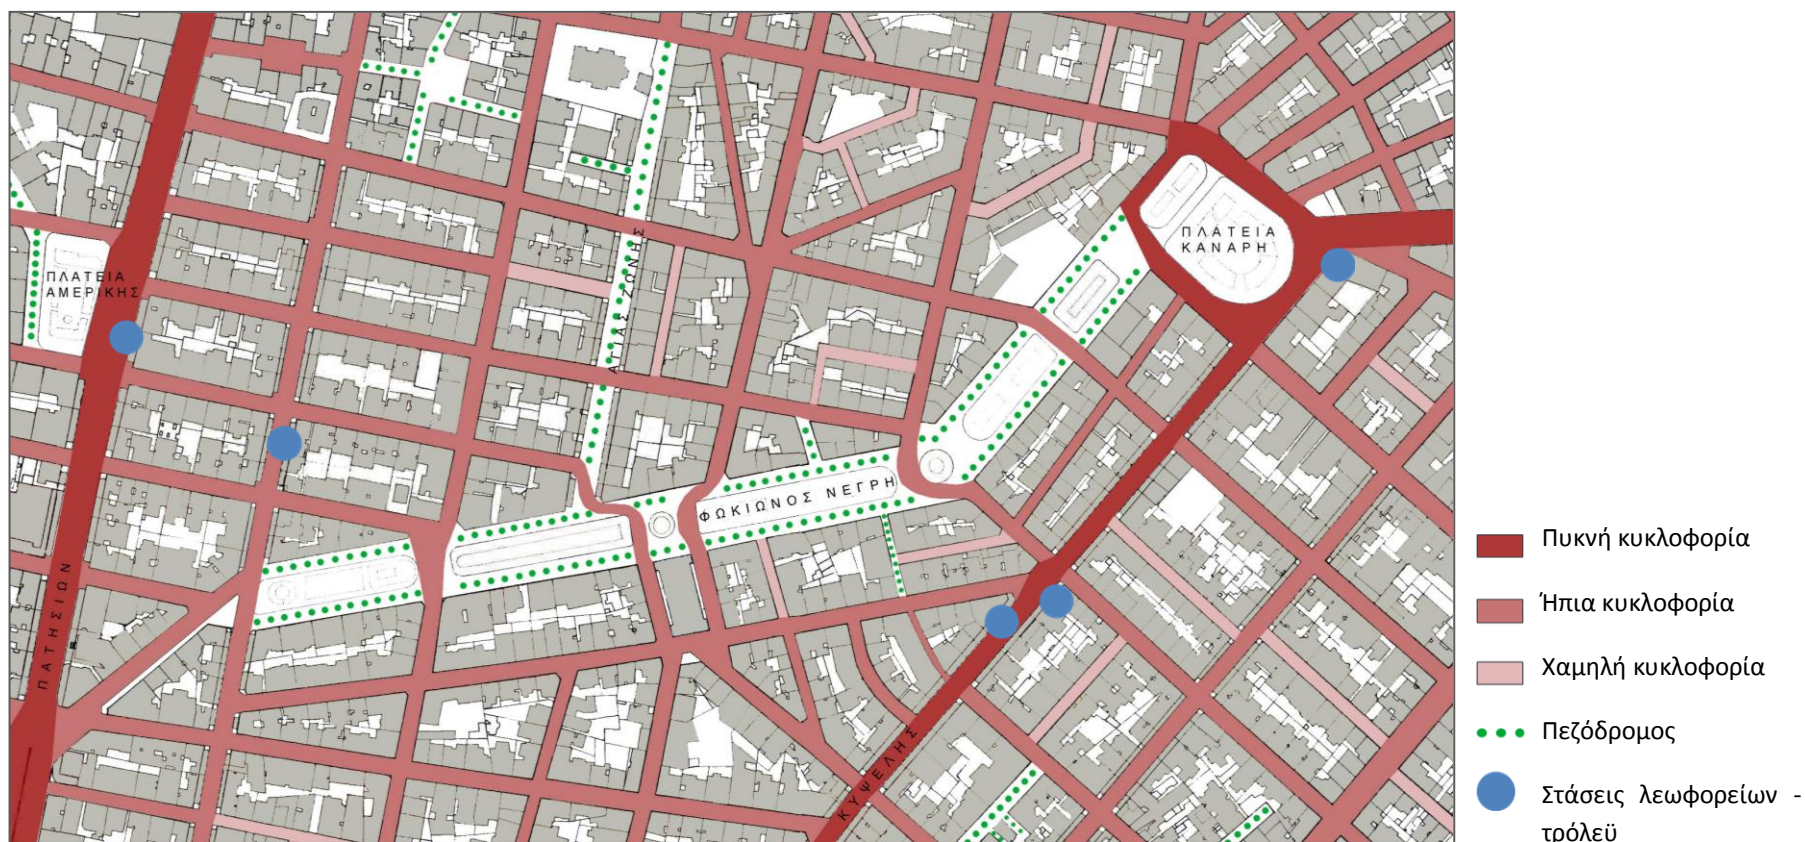 ΠΛΑΤΕΙΑ
ΚΑΝΑΡΗ
ΠΛΑΤΕΙΑ
ΑΜΕΡΙΚΗΣ
ΑΓΙΑΣ ΖΩΝΗΣ
ΦΩΚΙΩΝΟΣ ΝΕΓΡΗ
ΠΑΤΗΣΙΩΝ
ΚΥΨΕΛΗΣ
Πυκνή κυκλοφορία
Ήπια κυκλοφορία
Χαμηλή κυκλοφορία
Πεζόδρομος
Στάσεις λεωφορείων -
τρόλεϋ